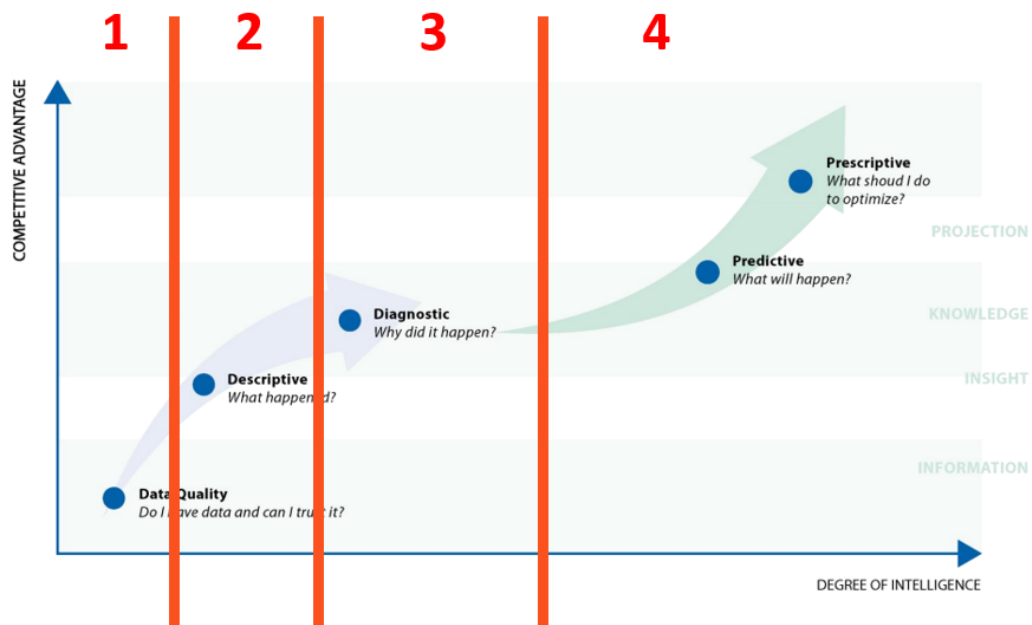 1 2 3 4
COMPETITIVE ADVANTAGE
Prescriptive
What shoud I do
to optimize?
PROJECTION
Predictive
What will happen?
Diagnostic
Why did it happen?
KNOWLEDGE
Descriptive
What happened?
INSIGHT
INFORMATION
Data Quality
Do I have data and can I trust it?
DEGREE OF INTELLIGENCE